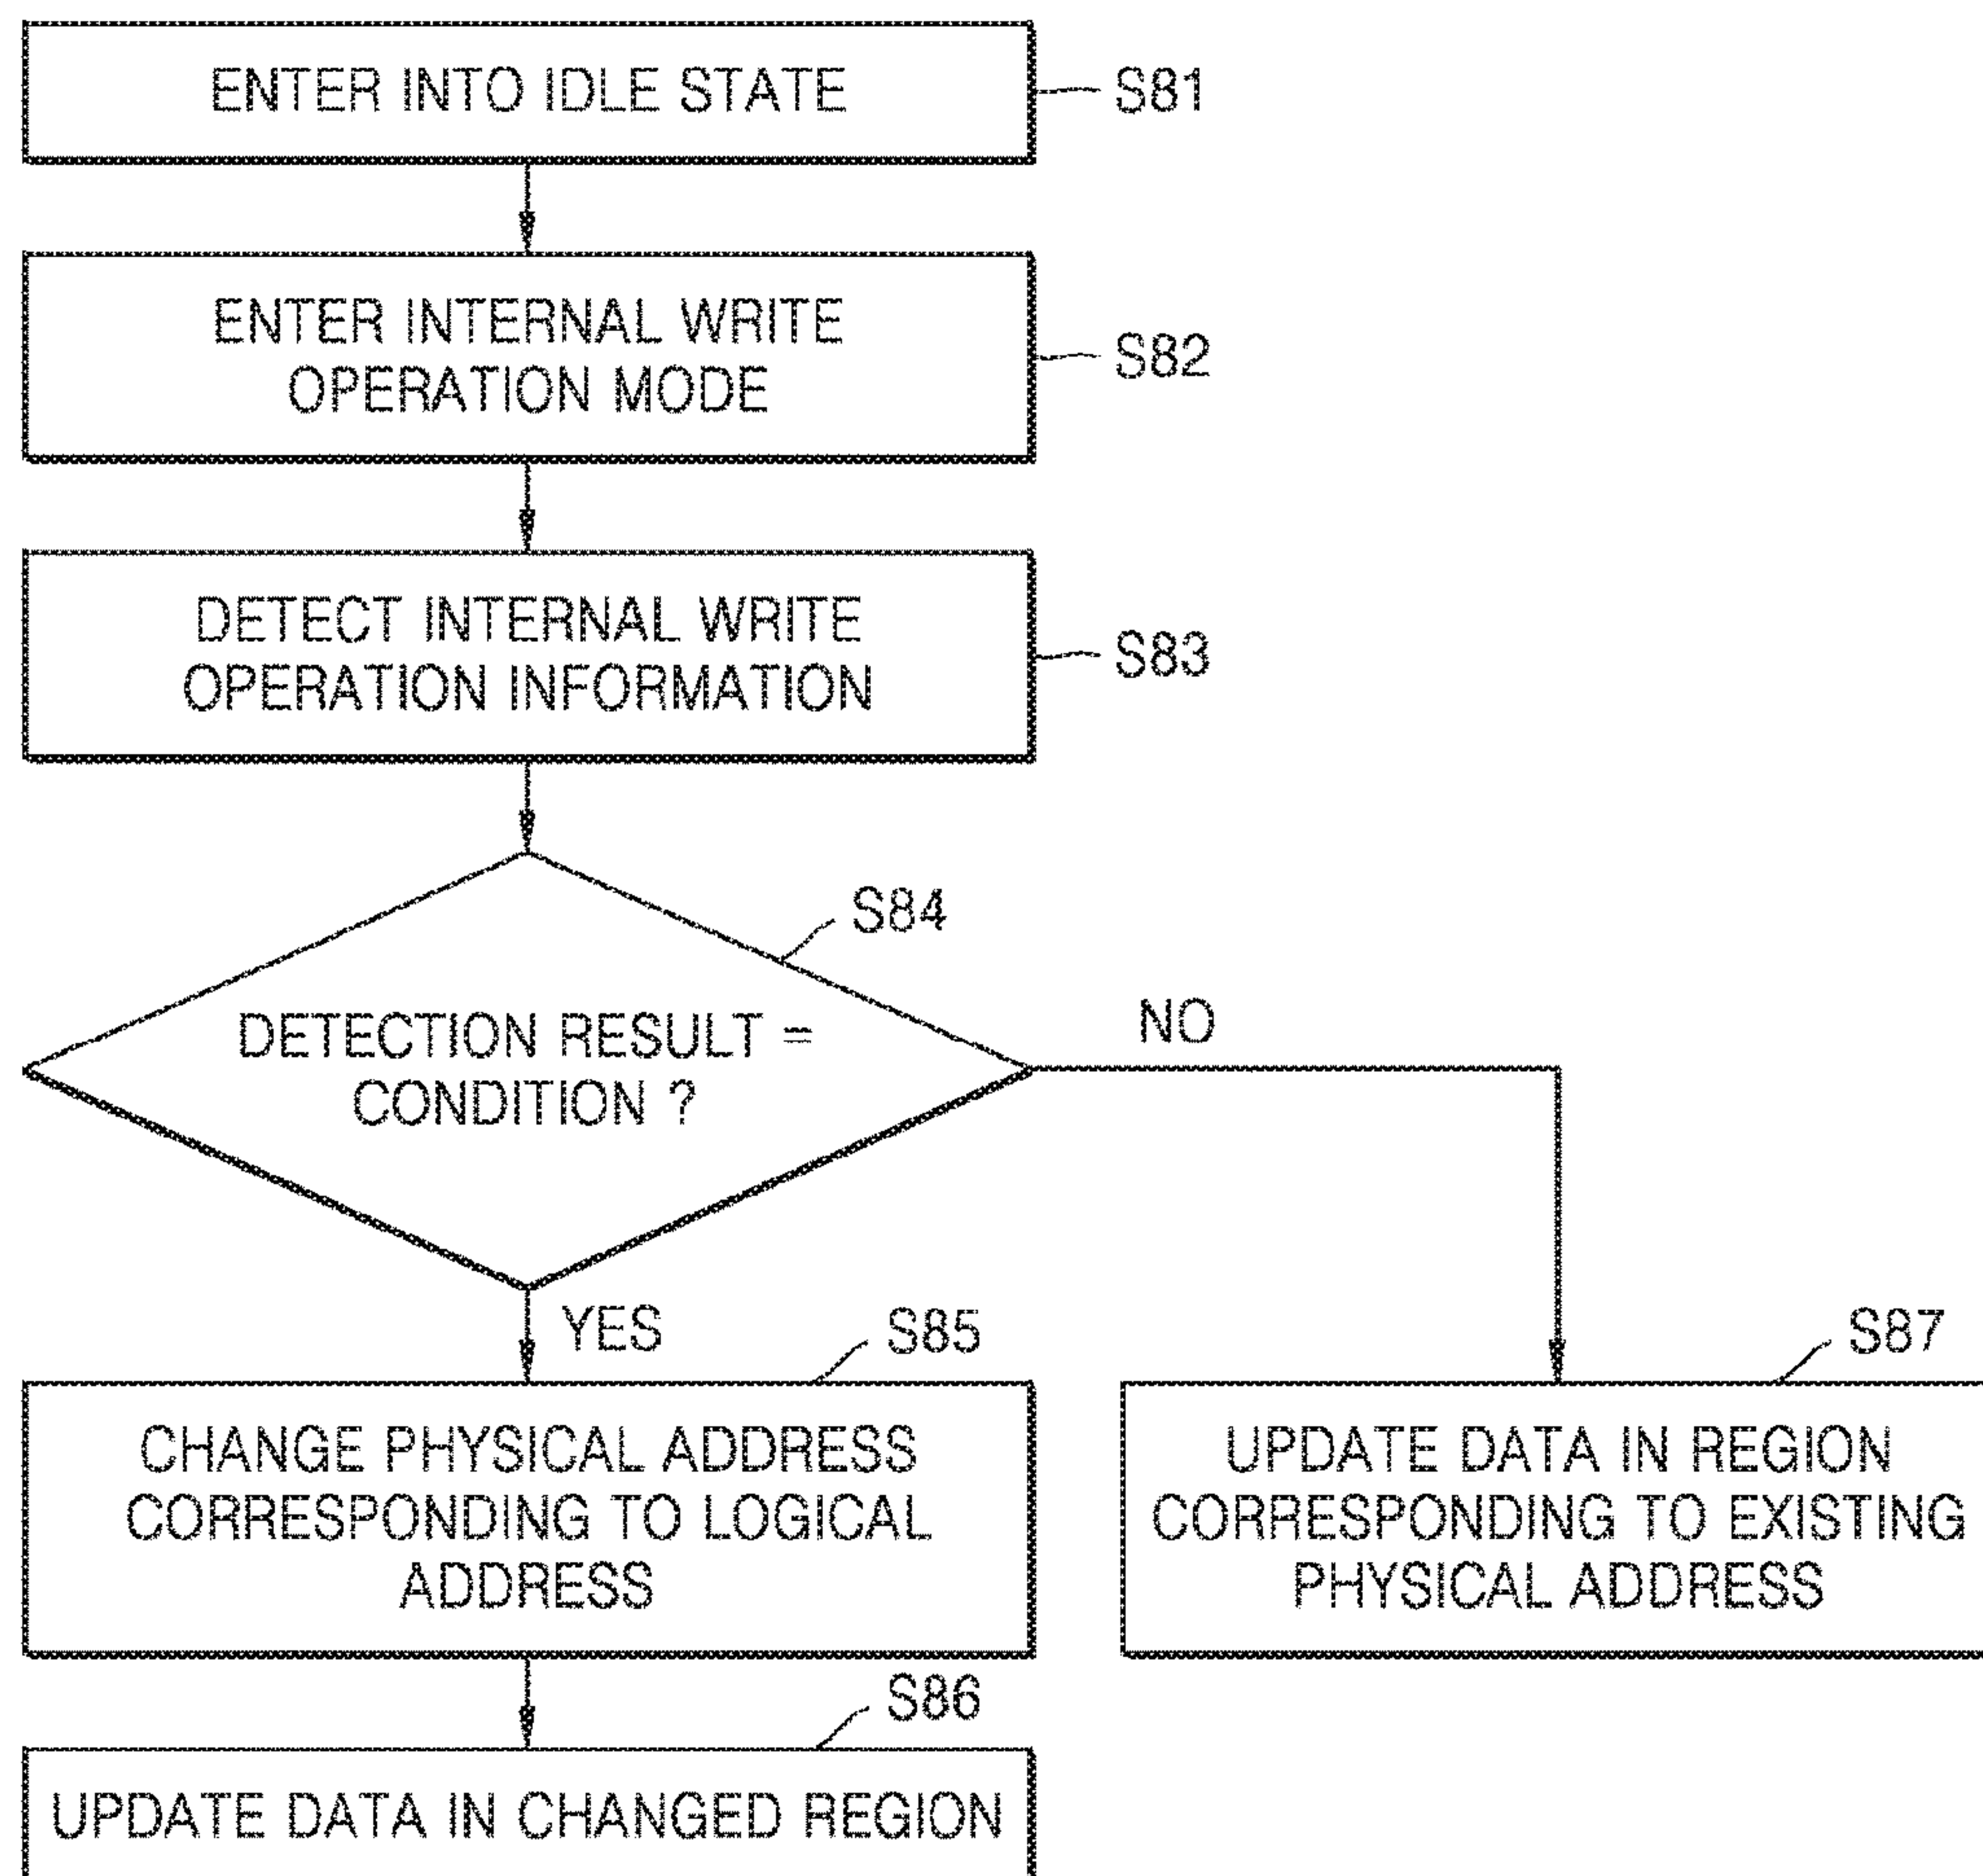 ENTER INTO IDLE STATE
S81
ENTER INTERNAL WRITE
OPERATION MODE
S82
DETECT INTERNAL WRITE
OPERATION INFORMATION
S83
S84
DETECTION RESULT =
CONDITION ?
NO
YES
S85
CHANGE PHYSICAL ADDRESS
CORRESPONDING TO LOGICAL
ADDRESS
S87
UPDATE DATA IN REGION
CORRESPONDING TO EXISTING
PHYSICAL ADDRESS
S86
UPDATE DATA IN CHANGED REGION